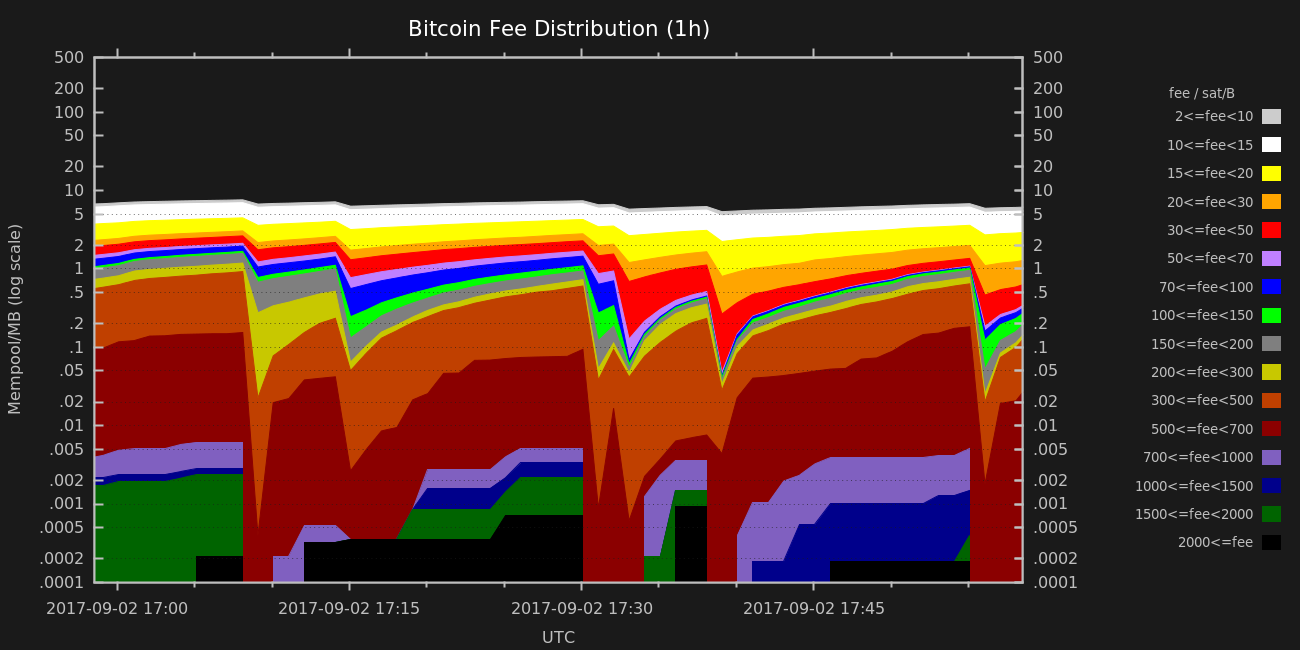 Bitcoin Fee Distribution (1h)
Mempool/MB (log scale)
500
200
100
50
20
10
5
2
1
.5
.2
.1
.05
.02
.01
.005
.002
.001
.0005
.0002
.0001
500
200
100
50
20
10
5
2
1
.5
.2
.1
.05
.02
.01
.005
.002
.001
.0005
.0002
.0001
2017-09-02 17:00
2017-09-02 17:15
2017-09-02 17:30
2017-09-02 17:45
UTC
fee / sat/B
2<=fee<10
10<=fee<15
15<=fee<20
20<=fee<30
30<=fee<50
50<=fee<70
70<=fee<100
100<=fee<150
150<=fee<200
200<=fee<300
300<=fee<500
500<=fee<700
700<=fee<1000
1000<=fee<1500
1500<=fee<2000
2000<=fee